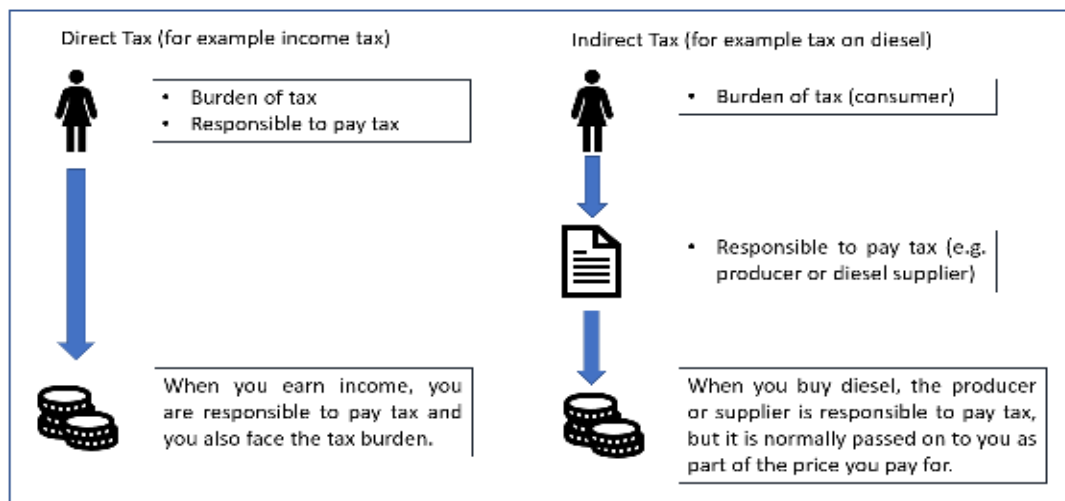 Direct Tax (for example income tax)
• Burden of tax
• Responsible to pay tax
When you earn income, you
are responsible to pay tax and
you also face the tax burden.
Indirect Tax (for example tax on diesel)
• Burden of tax (consumer)
• Responsible to pay tax (e.g.
producer or diesel supplier)
When you buy diesel, the producer
or supplier is responsible to pay tax,
but it is normally passed on to you as
part of the price you pay for.